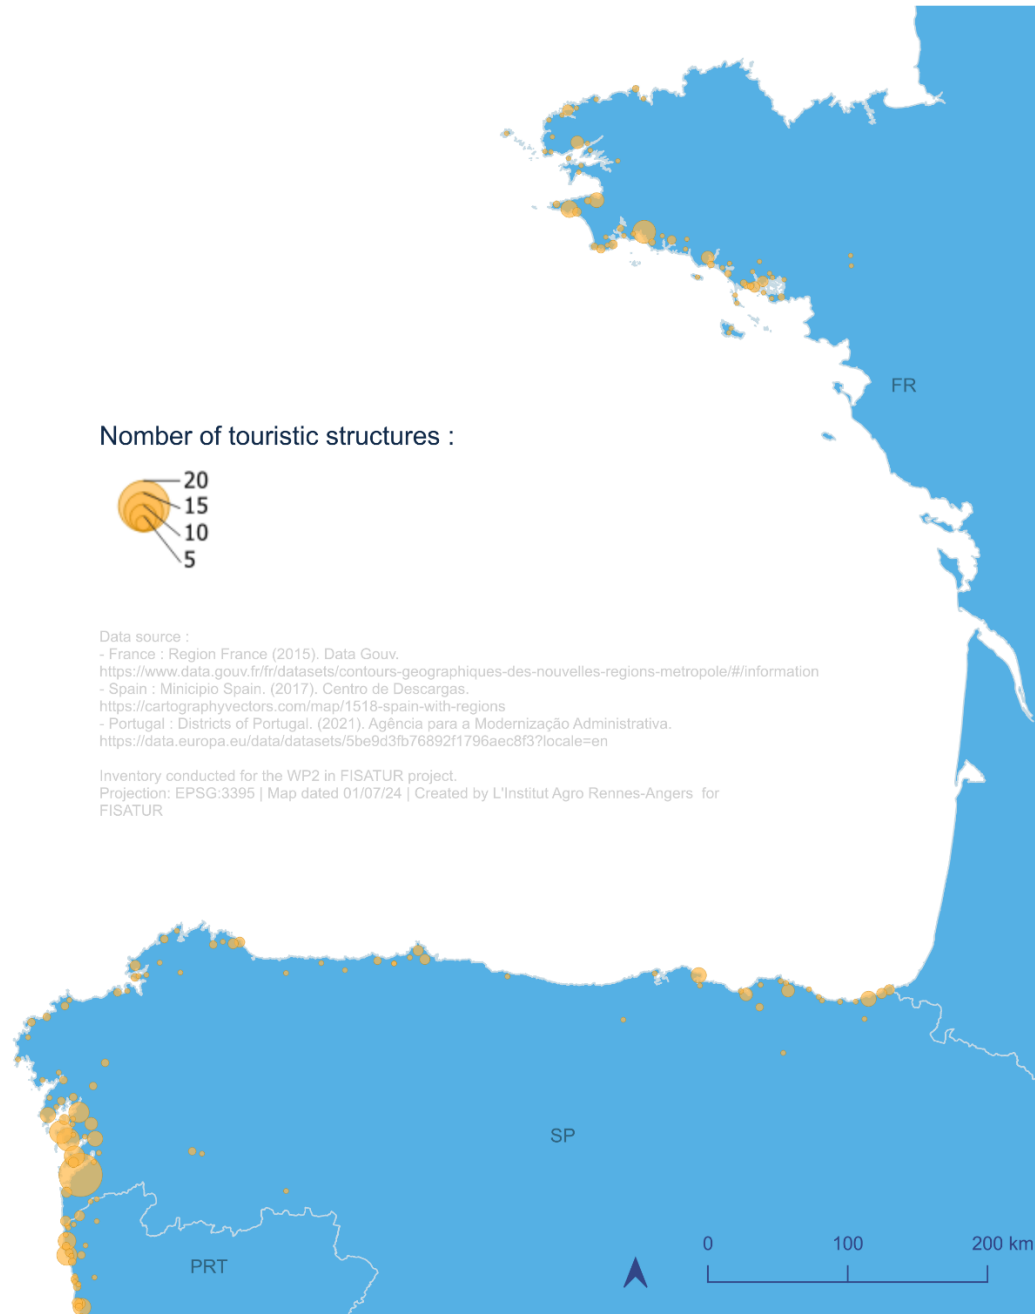 FR
Nomber of touristic structures :
20
15
10
5
Data source :
- France : Region France (2015). Data Gouv.
https://www.data.gouv.fr/fr/datasets/contours-geographiques-des-nouvelles-regions-metropole/#/information
- Spain : Minicipio Spain. (2017). Centro de Descargas.
https://cartographyvectors.com/map/1518-spain-with-regions
- Portugal : Districts of Portugal. (2021). Agência para a Modernização Administrativa.
https://data.europa.eu/data/datasets/5be9d3fb76892f1796aec8f3?locale=en
Inventory conducted for the WP2 in FISATUR project.
Projection: EPSG:3395 | Map dated 01/07/24 | Created by L'Institut Agro Rennes-Angers for
FISATUR
SP
PRT
0 100 200 km